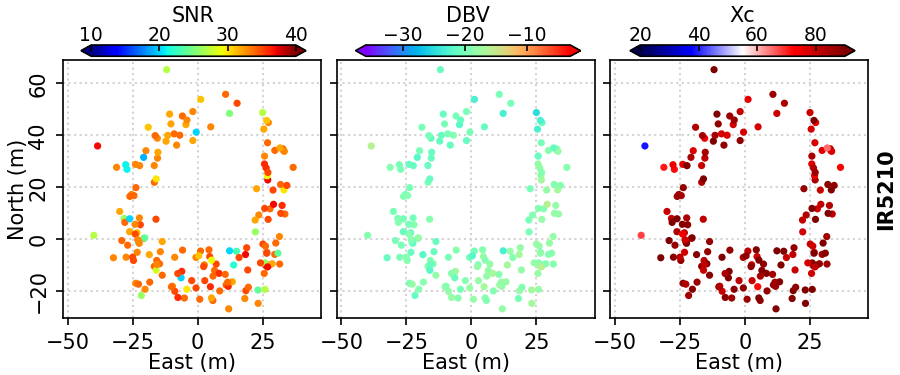 SNR DBV Xc
10 20 30 40 −30 −20 −10 20 40 60 80
60
40
20
0
−20
North (m)
IR5210
−50 −25 0 25 −50 −25 0 25 −50 −25 0 25
East (m) East (m) East (m)